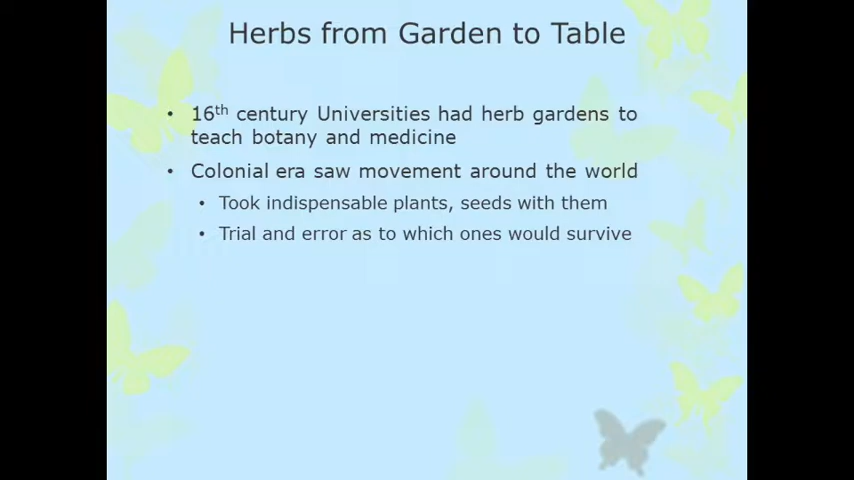 Herbs from Garden to Table
• 16th century Universities had herb gardens to
teach botany and medicine
• Colonial era saw movement around the world
• Took indispensable plants, seeds with them
• Trial and error as to which ones would survive